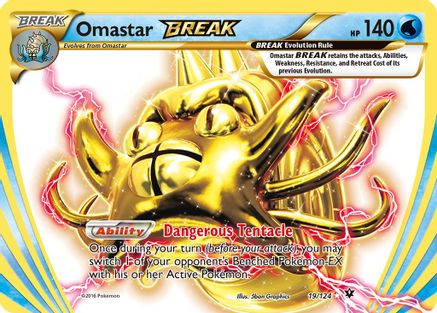 BREAK
Omastar BREAK
HP 140
Evolves from Omastar
BREAK Evolution Rule
Omastar BREAK retains the attacks, Abilities,
Weakness, Resistance, and Retreat Cost of its
previous Evolution.
Ability Dangerous Tentacle
Once during your turn (before your attack), you may
switch 1 of your opponent's Benched Pokémon-EX
with his or her Active Pokémon.
©2016 Pokémon
Illus. 5ban Graphics
19/124